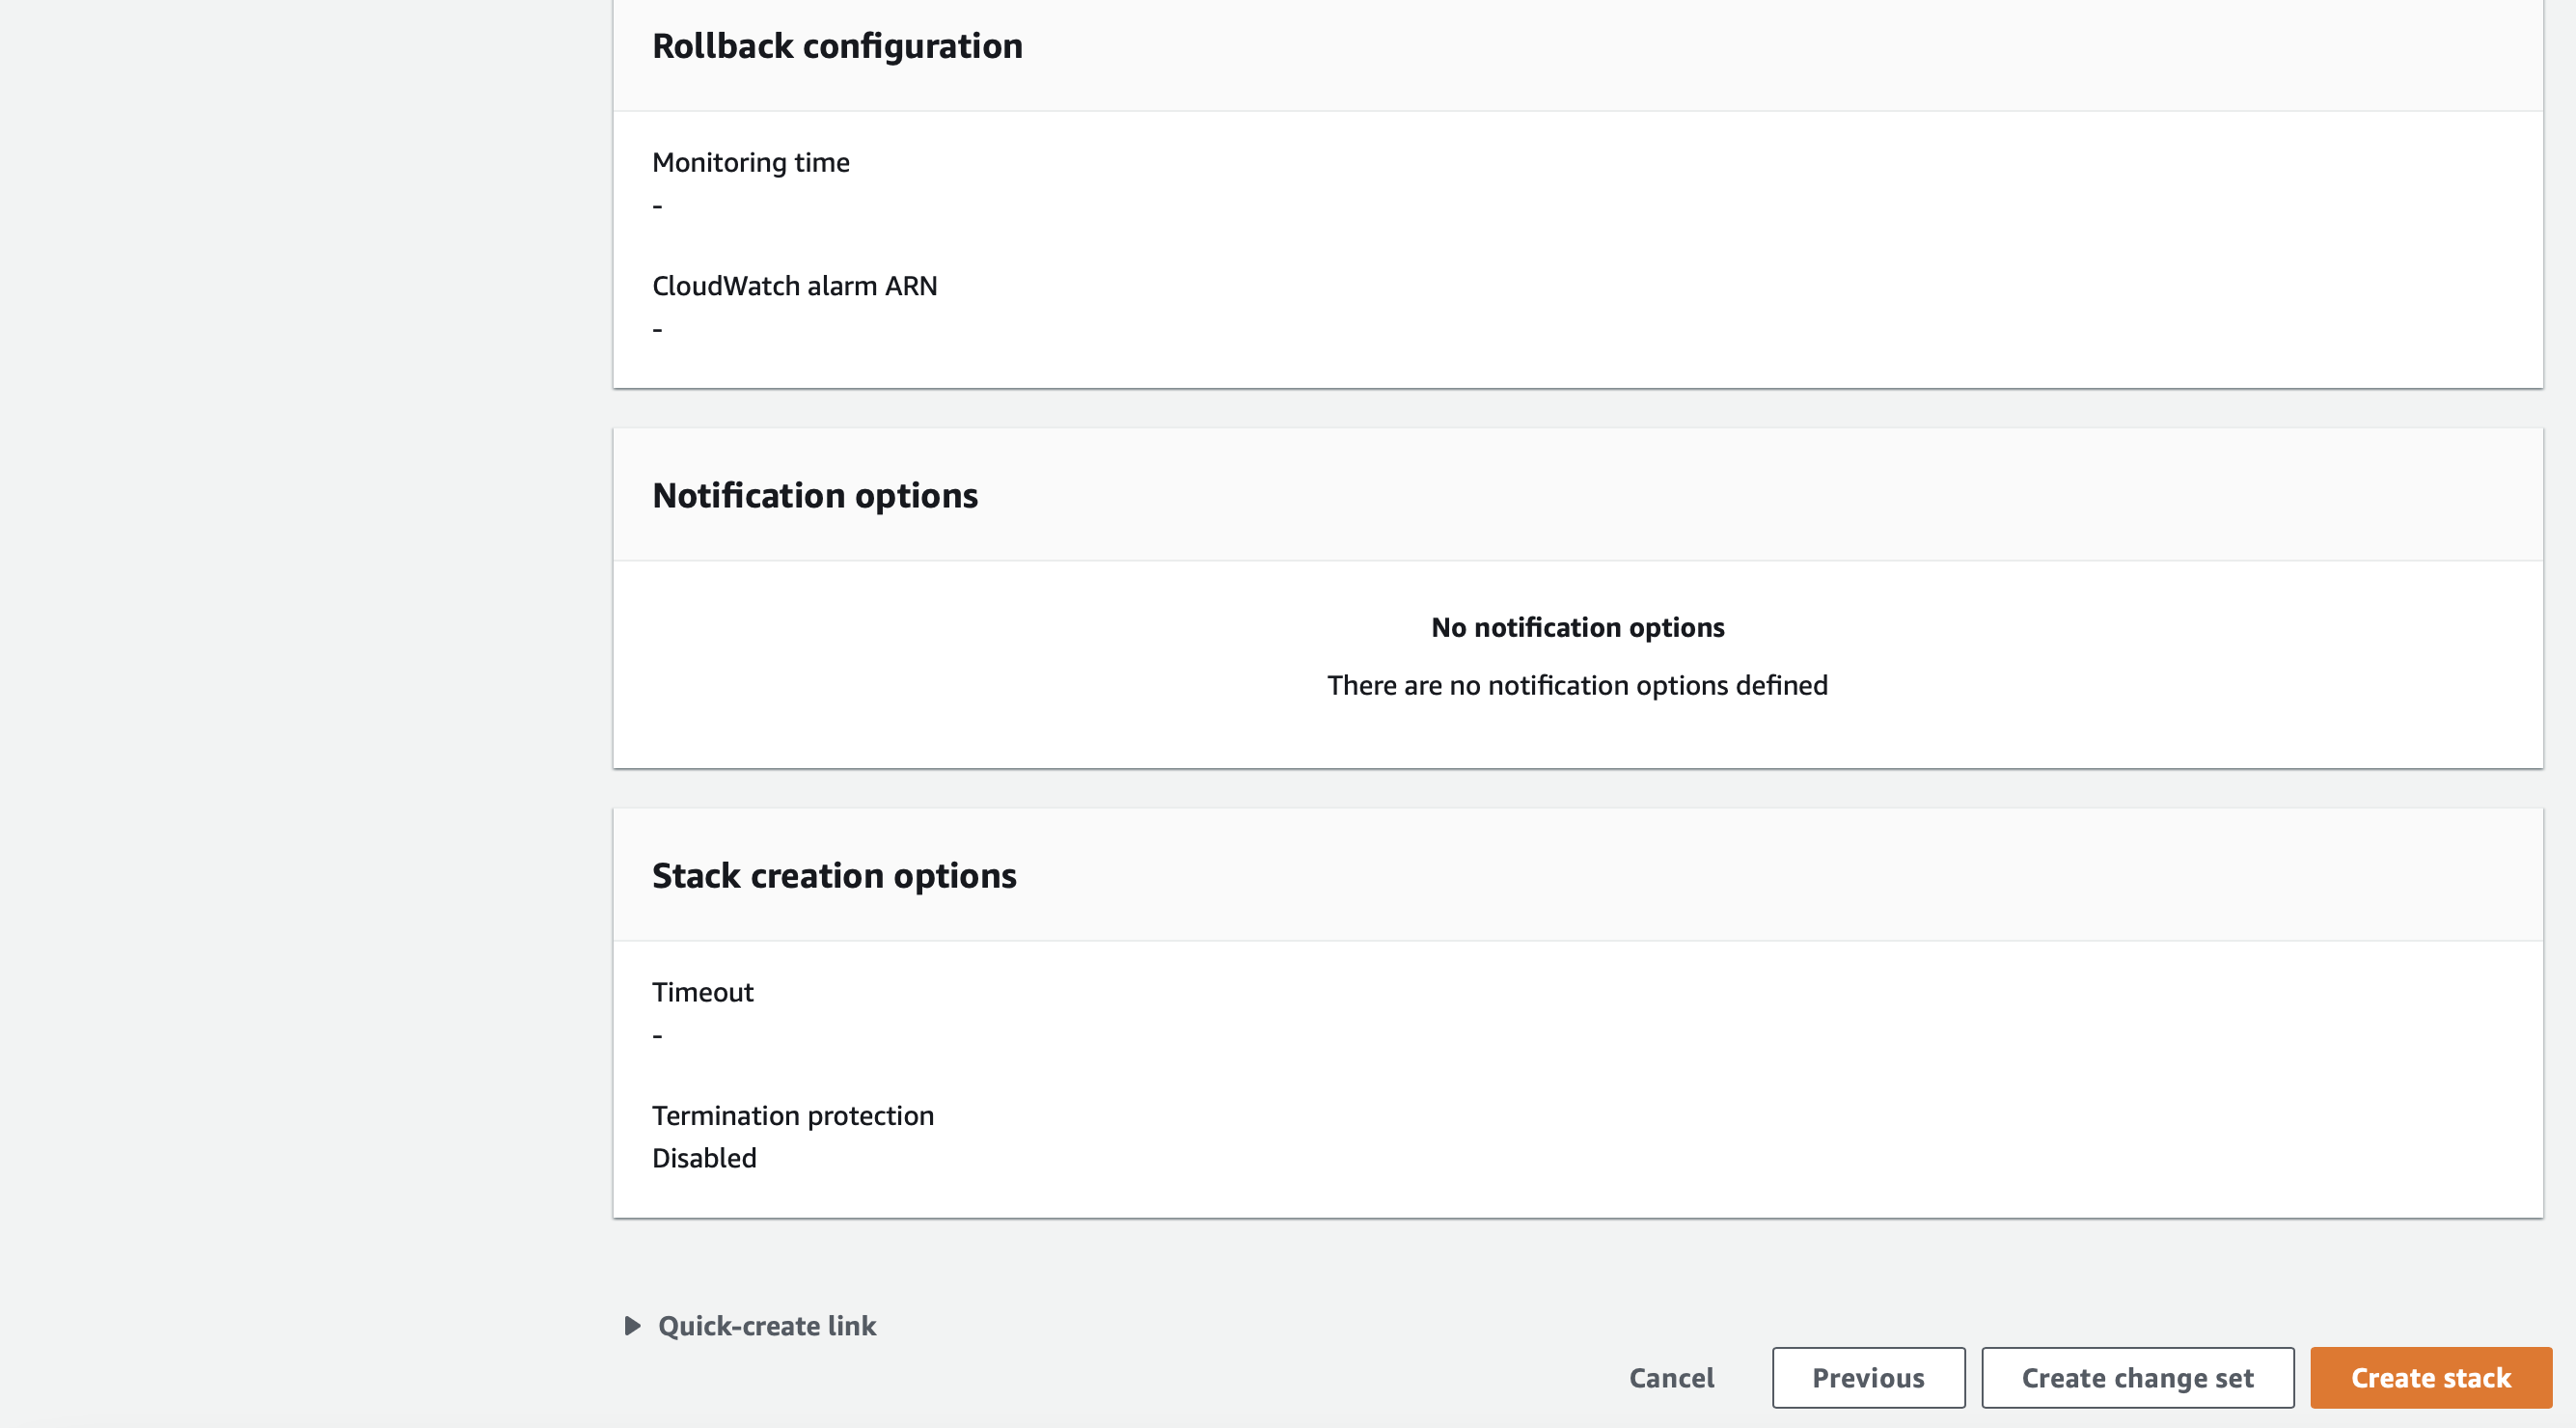 Rollback configuration
Monitoring time
-
CloudWatch alarm ARN
-
Notification options
No notification options
There are no notification options defined
Stack creation options
Timeout
-
Termination protection
Disabled
Quick-create link
Cancel
Previous
Create change set
Create stack